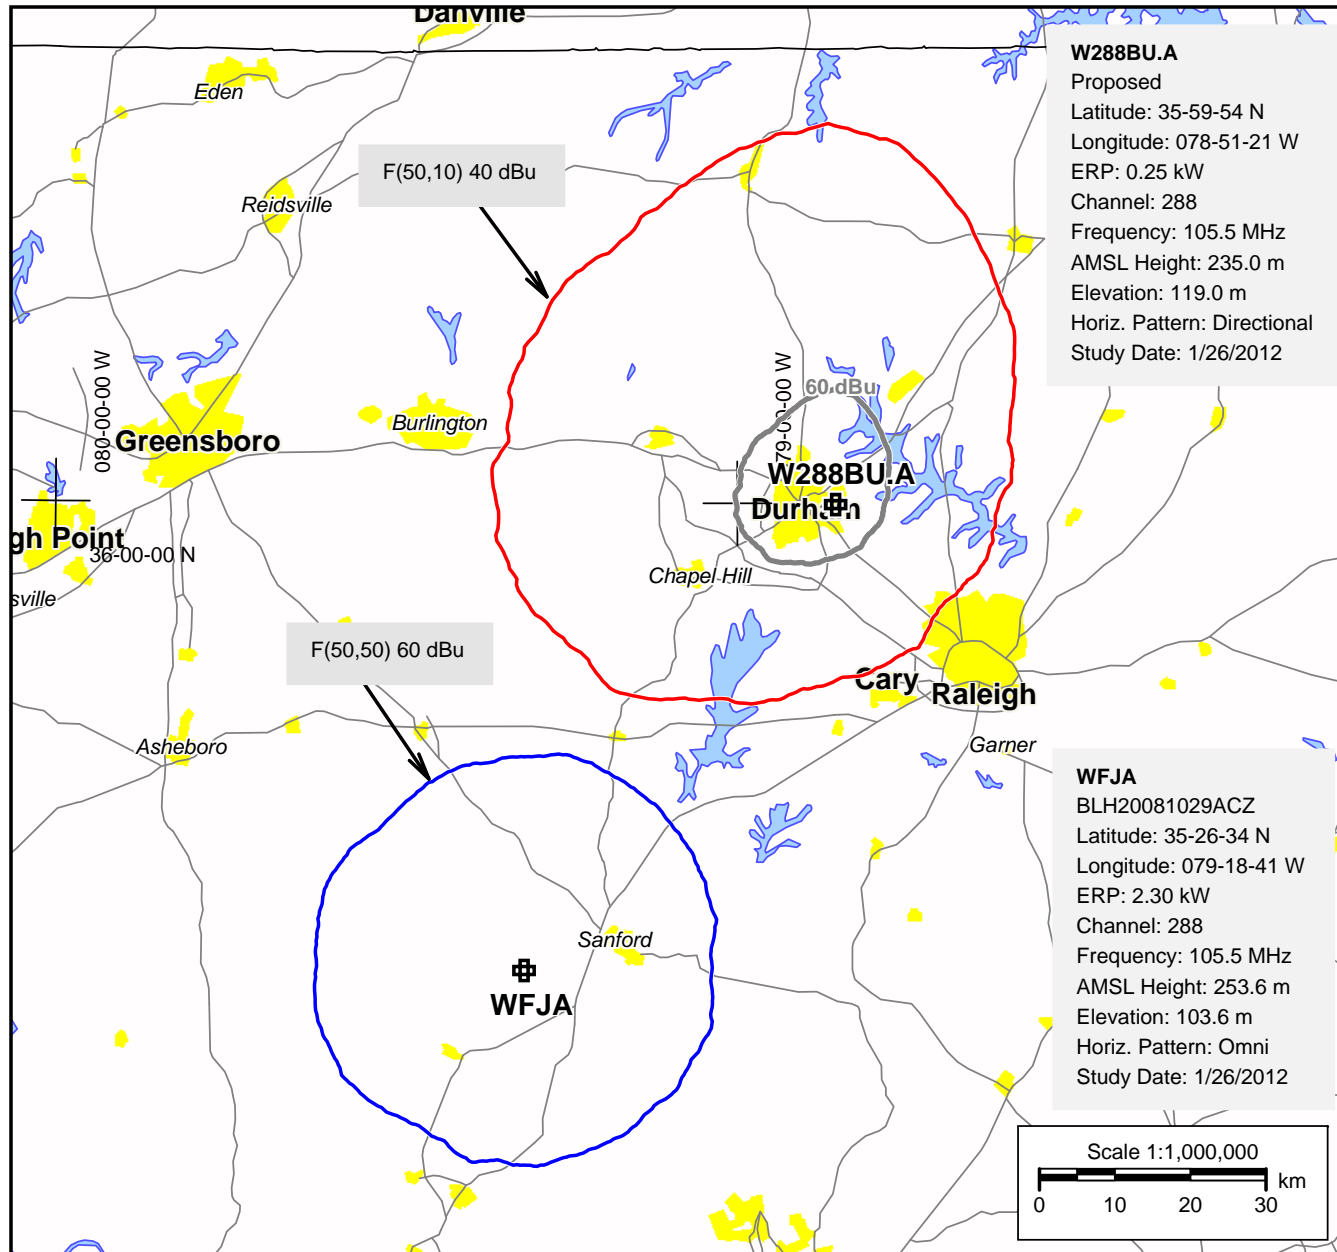 Danville
W288BU.A
Proposed
Latitude: 35-59-54 N
Longitude: 078-51-21 W
ERP: 0.25 kW
Channel: 288
Frequency: 105.5 MHz
AMSL Height: 235.0 m
Elevation: 119.0 m
Horiz. Pattern: Directional
Study Date: 1/26/2012
Eden
F(50,10) 40 dBu
Reidsville
080-00-00 W
79-00-00 W
60 dBu
Burlington
Greensboro
W288BU.A
Durham
gh Point
36-00-00 N
Chapel Hill
sville
F(50,50) 60 dBu
Cary
Raleigh
Asheboro
Garner
WFJA
BLH20081029ACZ
Latitude: 35-26-34 N
Longitude: 079-18-41 W
ERP: 2.30 kW
Channel: 288
Frequency: 105.5 MHz
AMSL Height: 253.6 m
Elevation: 103.6 m
Horiz. Pattern: Omni
Study Date: 1/26/2012
Sanford
WFJA
Scale 1:1,000,000
km
0 10 20 30